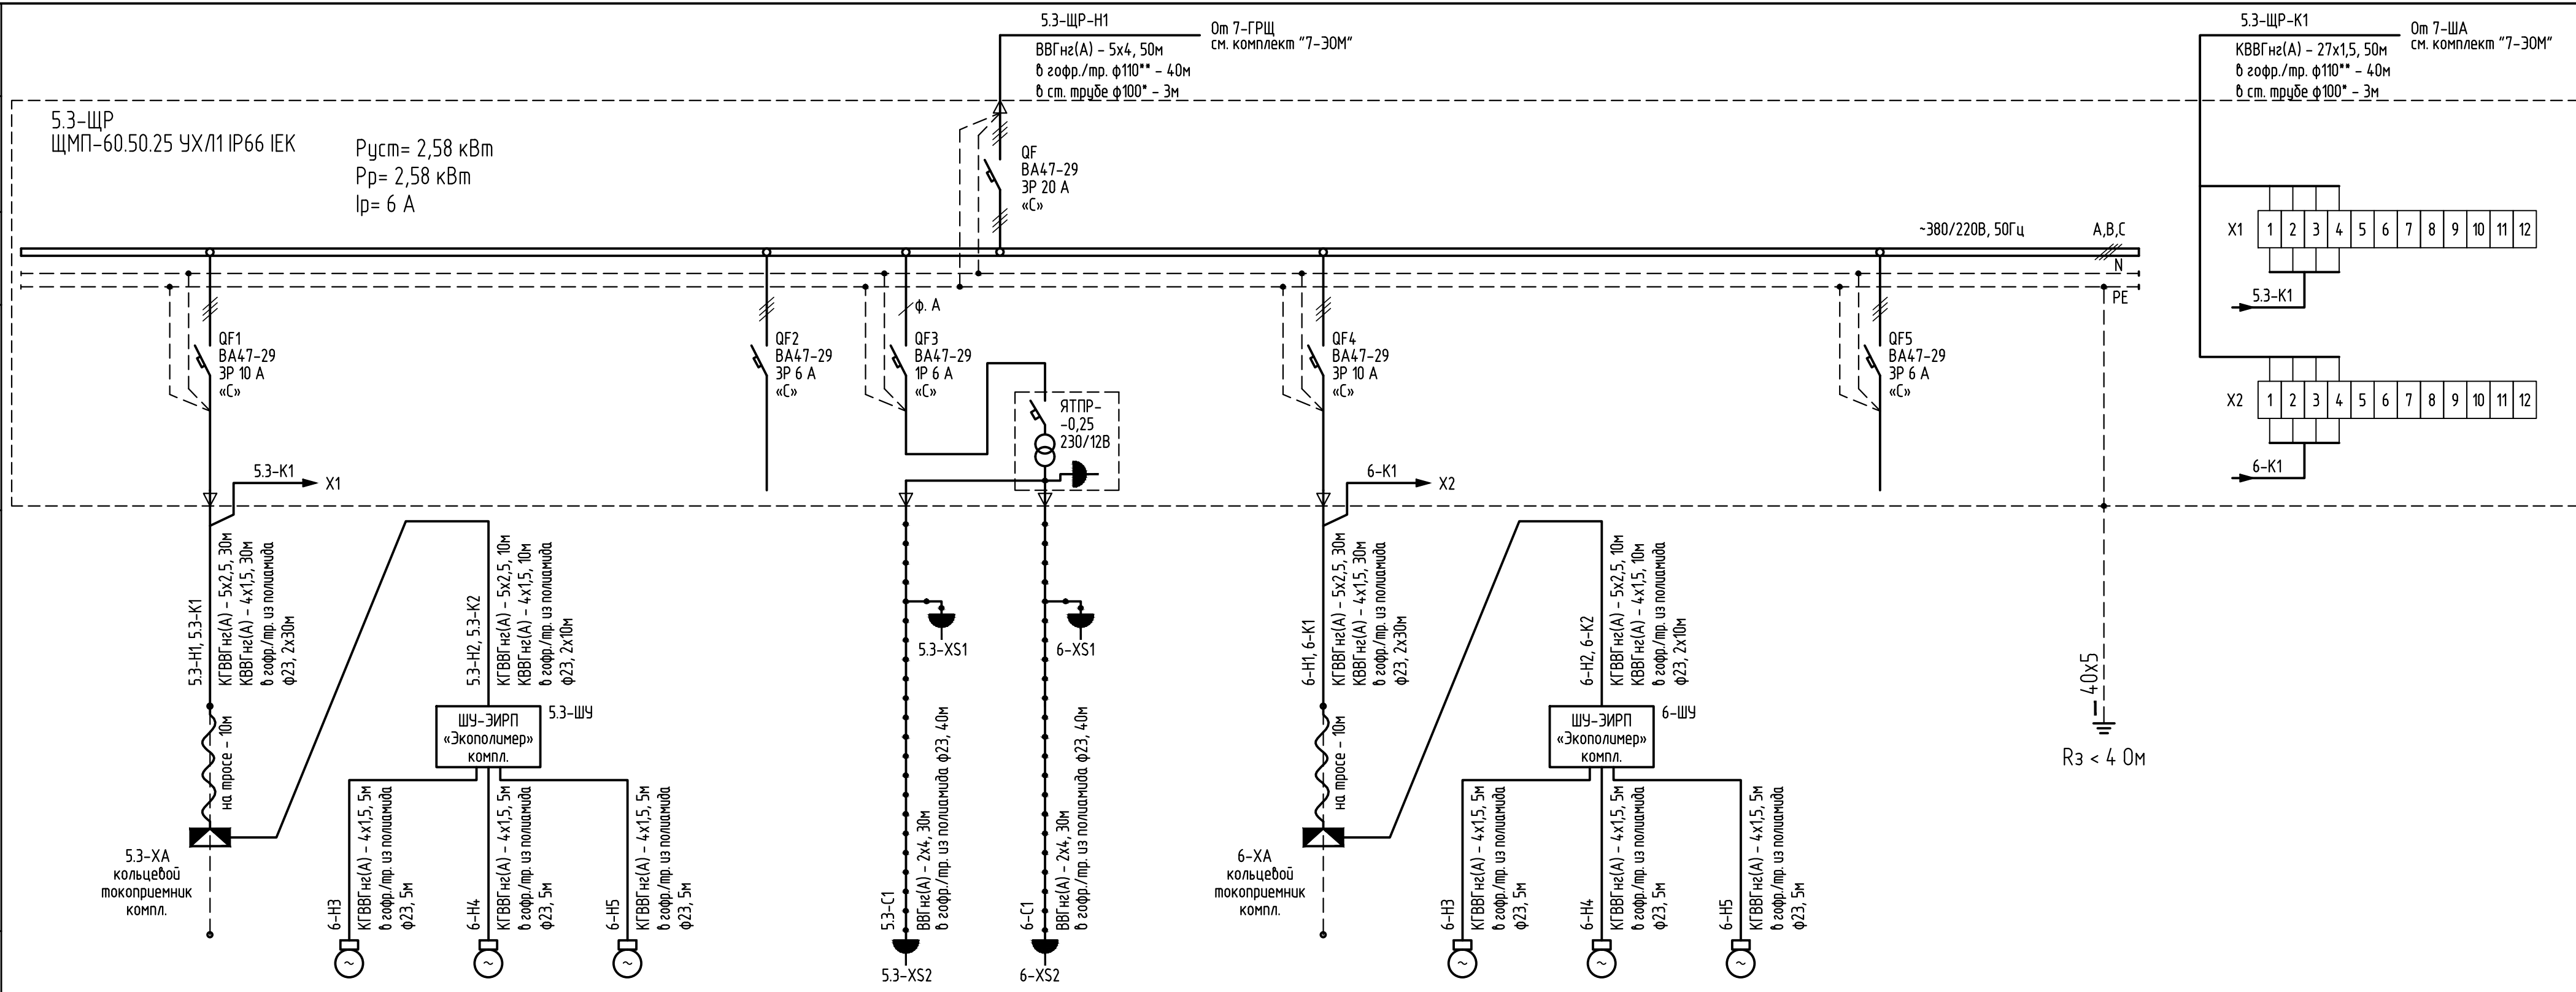 5.3-ЩР-Н1
От 7-ГРЩ
см. комплект "7-ЭОМ"
ВВГнг(А) - 5х4, 50м
в гофр./тр. ф110** - 40м
в ст. трубе ф100* - 3м
5.3-ЩР-К1
От 7-ША
см. комплект "7-ЭОМ"
КВВГнг(А) - 27х1,5, 50м
в гофр./тр. ф110** - 40м
в ст. трубе ф100* - 3м
5.3-ЩР
ЩМП-60.50.25 УХЛ1 IP66 IEK
Руст= 2,58 кВт
Рр= 2,58 кВт
Iр= 6 А
QF
ВА47-29
3Р 20 А
«С»
~380/220В, 50Гц
А,В,С
N
PE
X1
1 2 3 4 5 6 7 8 9 10 11 12
5.3-К1
X2
1 2 3 4 5 6 7 8 9 10 11 12
6-К1
QF1
ВА47-29
3Р 10 А
«С»
QF2
ВА47-29
3Р 6 А
«С»
ф. А
QF3
ВА47-29
1Р 6 А
«С»
ЯТПР-
-0,25
230/12В
QF4
ВА47-29
3Р 10 А
«С»
QF5
ВА47-29
3Р 6 А
«С»
5.3-К1
X1
6-К1
X2
5.3-Н1, 5.3-К1
КГВВГнг(А) - 5х2,5, 30м
КВВГнг(А) - 4х1,5, 30м
в гофр./тр. из полиамида
ф23, 2х30м
на тросе - 10м
5.3-ХА
кольцевой
токоприемник
компл.
5.3-Н2, 5.3-К2
КГВВГнг(А) - 5х2,5, 10м
КВВГнг(А) - 4х1,5, 10м
в гофр./тр. из полиамида
ф23, 2х10м
ШУ-ЭИРП
«Экополимер»
компл.
5.3-ШУ
6-Н3
КГВВГнг(А) - 4х1,5, 5м
в гофр./тр. из полиамида
ф23, 5м
~
6-Н4
КГВВГнг(А) - 4х1,5, 5м
в гофр./тр. из полиамида
ф23, 5м
~
6-Н5
КГВВГнг(А) - 4х1,5, 5м
в гофр./тр. из полиамида
ф23, 5м
~
5.3-XS1
5.3-С1
ВВГнг(А) - 2х4, 30м
в гофр./тр. из полиамида ф23, 40м
5.3-XS2
6-XS1
6-С1
ВВГнг(А) - 2х4, 30м
в гофр./тр. из полиамида ф23, 40м
6-XS2
6-Н1, 6-К1
КГВВГнг(А) - 5х2,5, 30м
КВВГнг(А) - 4х1,5, 30м
в гофр./тр. из полиамида
ф23, 2х30м
на тросе - 10м
6-ХА
кольцевой
токоприемник
компл.
6-Н2, 6-К2
КГВВГнг(А) - 5х2,5, 10м
КВВГнг(А) - 4х1,5, 10м
в гофр./тр. из полиамида
ф23, 2х10м
ШУ-ЭИРП
«Экополимер»
компл.
6-ШУ
6-Н3
КГВВГнг(А) - 4х1,5, 5м
в гофр./тр. из полиамида
ф23, 5м
~
6-Н4
КГВВГнг(А) - 4х1,5, 5м
в гофр./тр. из полиамида
ф23, 5м
~
6-Н5
КГВВГнг(А) - 4х1,5, 5м
в гофр./тр. из полиамида
ф23, 5м
~
40х5
Rз < 4 Ом